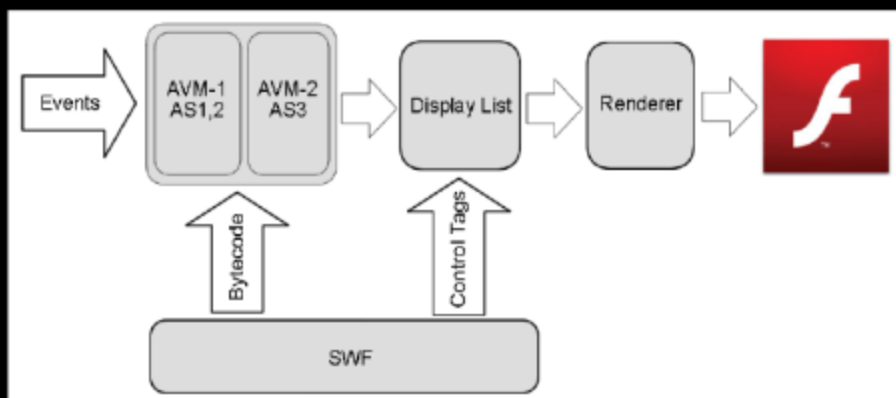 Events
AVM-1
AS1,2
AVM-2
AS3
Display List
Renderer
Bytecode
Control Tags
SWF